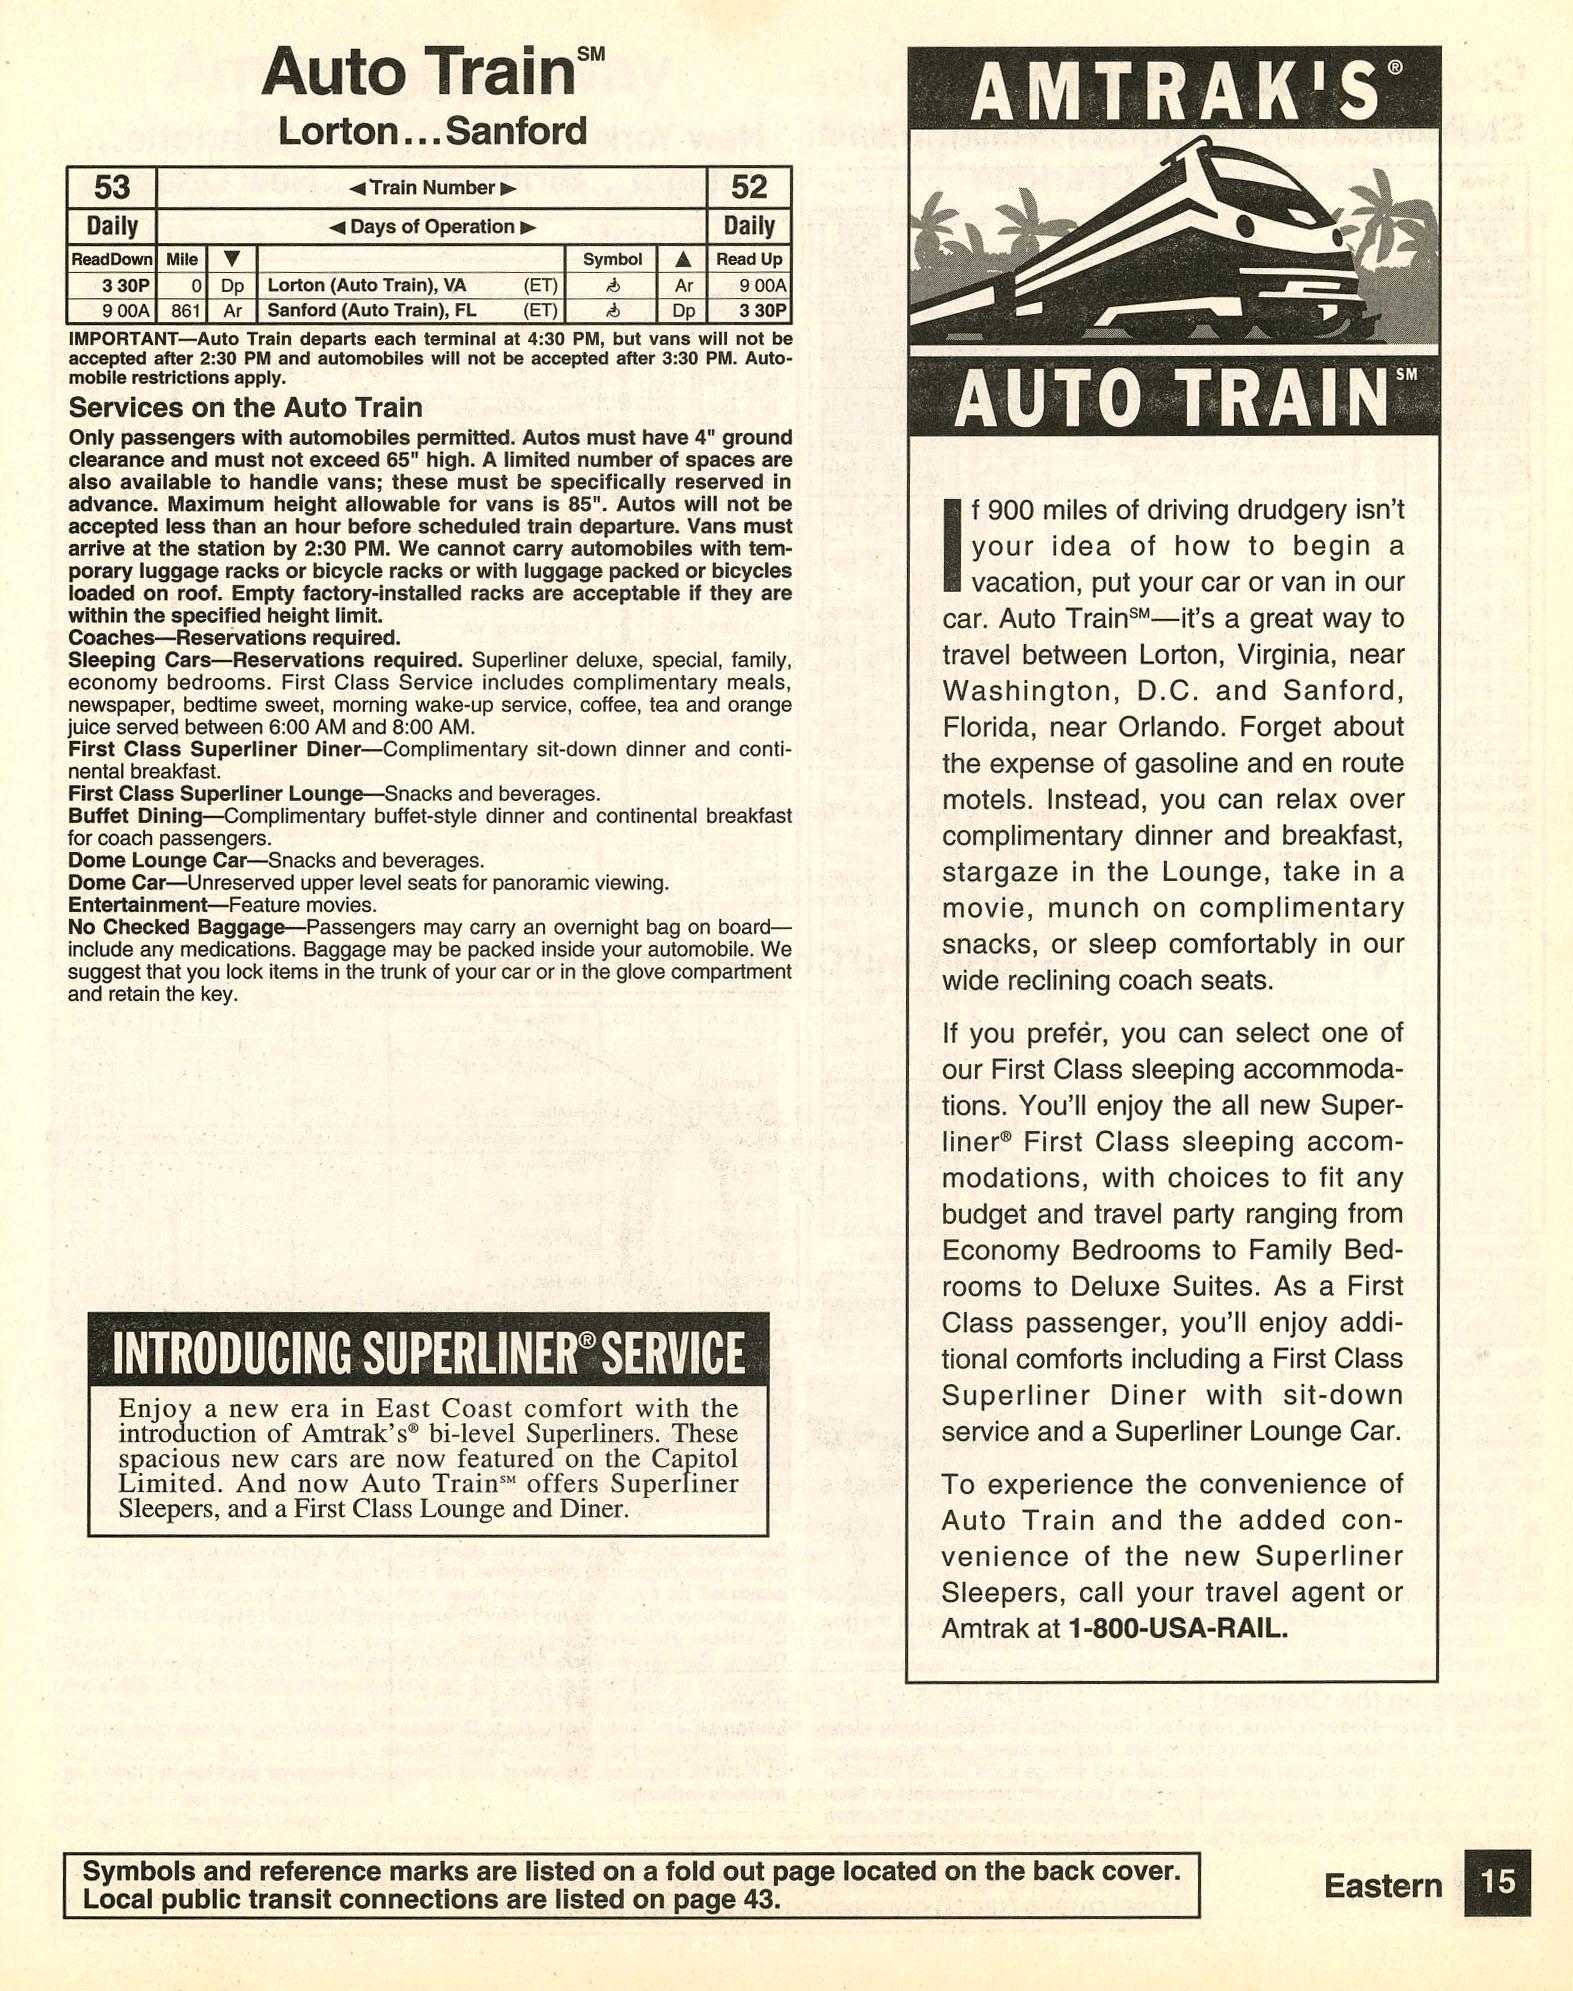 Auto Train℠
Lorton...Sanford
53 ◄ Train Number ► 52
Daily ◄ Days of Operation ► Daily
Read Down Mile ▼ Symbol ▲ Read Up
3 30P 0 Dp Lorton (Auto Train), VA (ET) ♿ Ar 9 00A
9 00A 861 Ar Sanford (Auto Train), FL (ET) ♿ Dp 3 30P
IMPORTANT—Auto Train departs each terminal at 4:30 PM, but vans will not be
accepted after 2:30 PM and automobiles will not be accepted after 3:30 PM. Auto-
mobile restrictions apply.
Services on the Auto Train
Only passengers with automobiles permitted. Autos must have 4" ground
clearance and must not exceed 65" high. A limited number of spaces are
also available to handle vans; these must be specifically reserved in
advance. Maximum height allowable for vans is 85". Autos will not be
accepted less than an hour before scheduled train departure. Vans must
arrive at the station by 2:30 PM. We cannot carry automobiles with tem-
porary luggage racks or bicycle racks or with luggage packed or bicycles
loaded on roof. Empty factory-installed racks are acceptable if they are
within the specified height limit.
Coaches—Reservations required.
Sleeping Cars—Reservations required. Superliner deluxe, special, family,
economy bedrooms. First Class Service includes complimentary meals,
newspaper, bedtime sweet, morning wake-up service, coffee, tea and orange
juice served between 6:00 AM and 8:00 AM.
First Class Superliner Diner—Complimentary sit-down dinner and conti-
nental breakfast.
First Class Superliner Lounge—Snacks and beverages.
Buffet Dining—Complimentary buffet-style dinner and continental breakfast
for coach passengers.
Dome Lounge Car—Snacks and beverages.
Dome Car—Unreserved upper level seats for panoramic viewing.
Entertainment—Feature movies.
No Checked Baggage—Passengers may carry an overnight bag on board—
include any medications. Baggage may be packed inside your automobile. We
suggest that you lock items in the trunk of your car or in the glove compartment
and retain the key.
INTRODUCING SUPERLINER® SERVICE
Enjoy a new era in East Coast comfort with the
introduction of Amtrak's® bi-level Superliners. These
spacious new cars are now featured on the Capitol
Limited. And now Auto Train℠ offers Superliner
Sleepers, and a First Class Lounge and Diner.
AMTRAK'S®
AUTO TRAIN℠
If 900 miles of driving drudgery isn't
your idea of how to begin a
vacation, put your car or van in our
car. Auto Train℠—it's a great way to
travel between Lorton, Virginia, near
Washington, D.C. and Sanford,
Florida, near Orlando. Forget about
the expense of gasoline and en route
motels. Instead, you can relax over
complimentary dinner and breakfast,
stargaze in the Lounge, take in a
movie, munch on complimentary
snacks, or sleep comfortably in our
wide reclining coach seats.
If you prefer, you can select one of
our First Class sleeping accommoda-
tions. You'll enjoy the all new Super-
liner® First Class sleeping accom-
modations, with choices to fit any
budget and travel party ranging from
Economy Bedrooms to Family Bed-
rooms to Deluxe Suites. As a First
Class passenger, you'll enjoy addi-
tional comforts including a First Class
Superliner Diner with sit-down
service and a Superliner Lounge Car.
To experience the convenience of
Auto Train and the added con-
venience of the new Superliner
Sleepers, call your travel agent or
Amtrak at 1-800-USA-RAIL.
Symbols and reference marks are listed on a fold out page located on the back cover.
Local public transit connections are listed on page 43.
Eastern 15